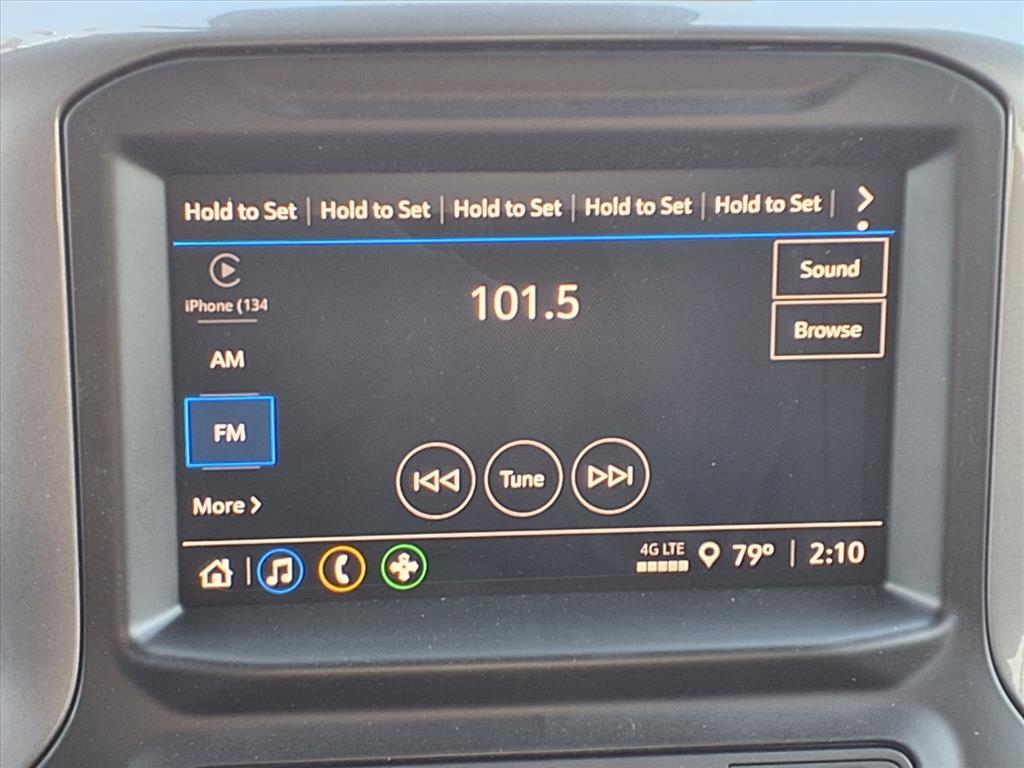 Hold to Set | Hold to Set | Hold to Set | Hold to Set | Hold to Set |
iPhone (134
101.5
Sound
Browse
AM
FM
Tune
More
4G LTE
79° | 2:10